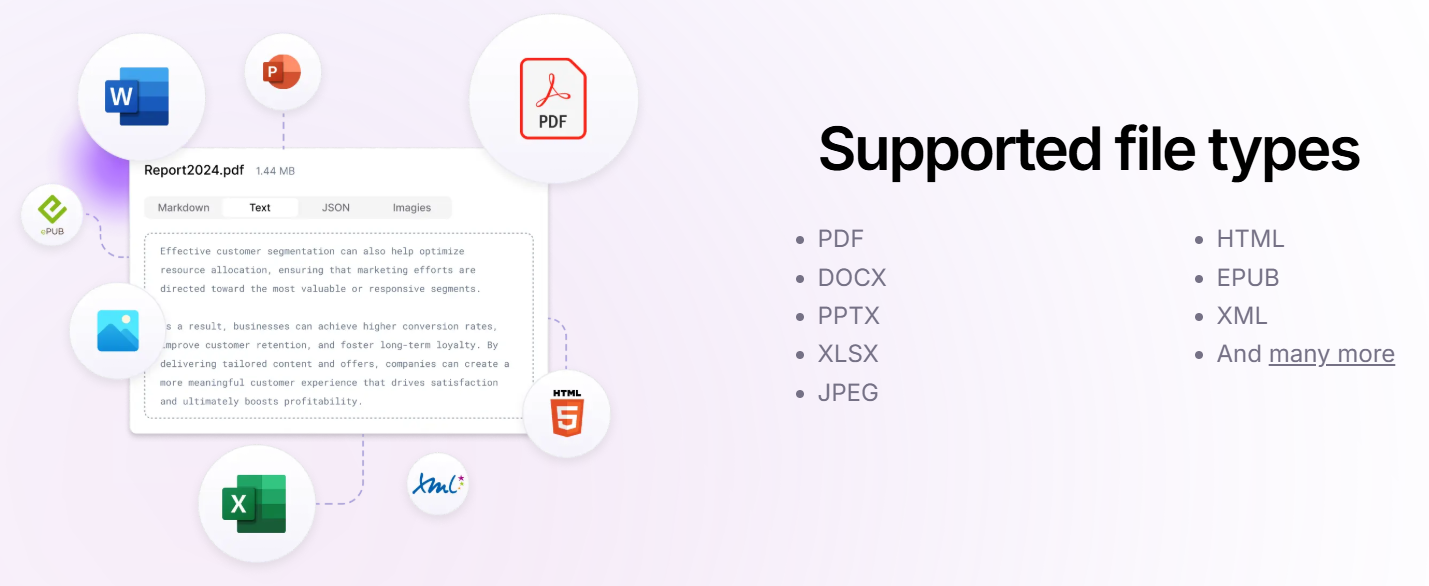 W
P
PDF
Report2024.pdf 1.44 MB
Markdown Text JSON Imagies
ePUB
Effective customer segmentation can also help optimize
resource allocation, ensuring that marketing efforts are
directed toward the most valuable or responsive segments.
s a result, businesses can achieve higher conversion rates,
mprove customer retention, and foster long-term loyalty. By
delivering tailored content and offers, companies can create a
more meaningful customer experience that drives satisfaction
and ultimately boosts profitability.
HTML
5
X
xml
Supported file types
• PDF
• DOCX
• PPTX
• XLSX
• JPEG
• HTML
• EPUB
• XML
• And many more